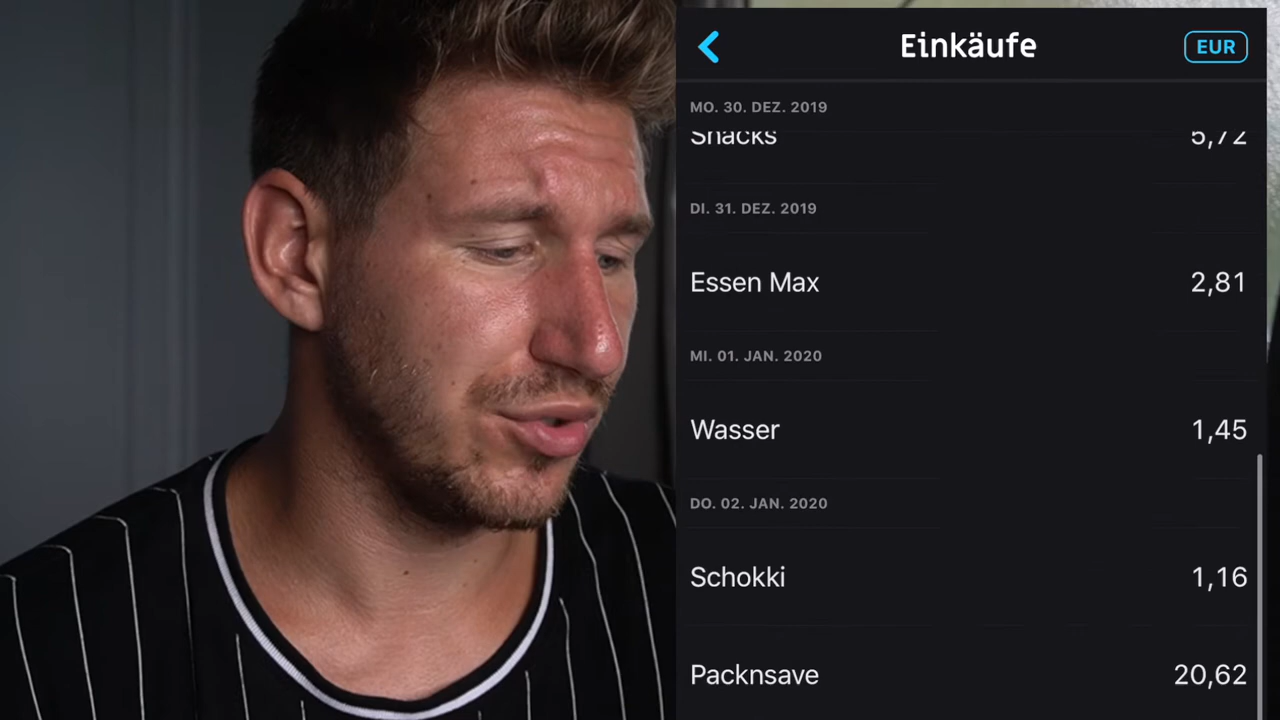 Einkäufe
EUR
MO. 30. DEZ. 2019
Snacks
5,72
DI. 31. DEZ. 2019
Essen Max
2,81
MI. 01. JAN. 2020
Wasser
1,45
DO. 02. JAN. 2020
Schokki
1,16
Packnsave
20,62